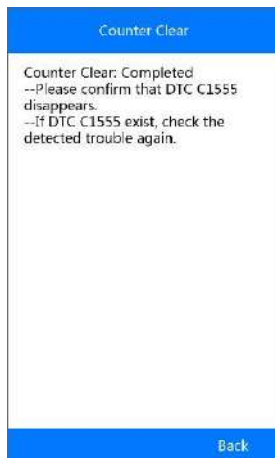 Counter Clear
Counter Clear: Completed
--Please confirm that DTC C1555
disappears.
--If DTC C1555 exist, check the
detected trouble again.
Back